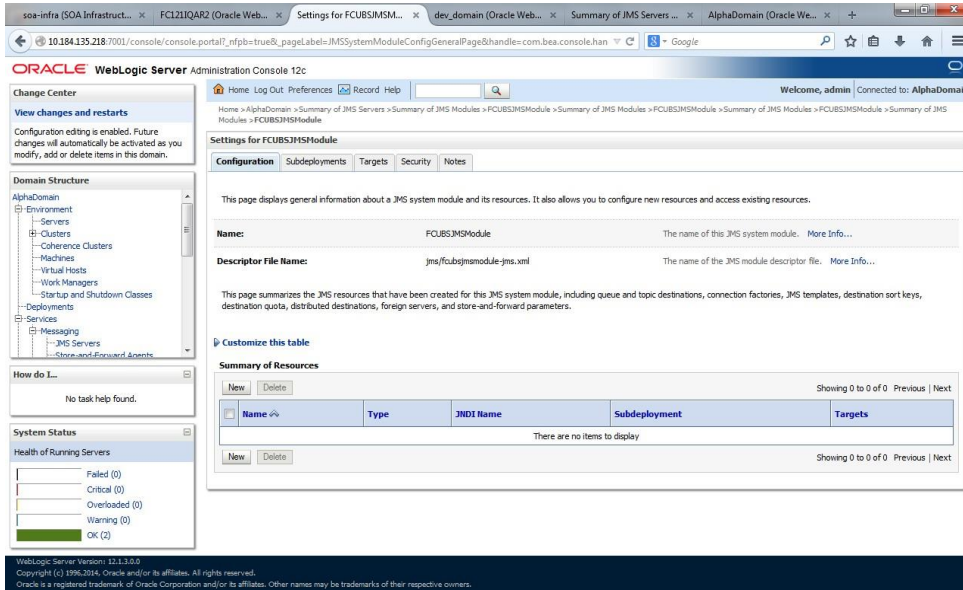 soa-infra (SOA Infrastruct... × FC121IQAR2 (Oracle Web... × Settings for FCUBSJMSM... × dev_domain (Oracle Web... × Summary of JMS Servers ... × AlphaDomain (Oracle We... × +
10.184.135.218:7001/console/console.portal?_nfpb=true&_pageLabel=JMSSystemModuleConfigGeneralPage&handle=com.bea.console.han Google
ORACLE WebLogic Server Administration Console 12c
Change Center
View changes and restarts
Configuration editing is enabled. Future
changes will automatically be activated as you
modify, add or delete items in this domain.
Domain Structure
AlphaDomain
Environment
Servers
Clusters
Coherence Clusters
Machines
Virtual Hosts
Work Managers
Startup and Shutdown Classes
Deployments
Services
Messaging
JMS Servers
Store-and-Forward Agents
How do I...
No task help found.
System Status
Health of Running Servers
Failed (0)
Critical (0)
Overloaded (0)
Warning (0)
OK (2)
Home Log Out Preferences Record Help
Welcome, admin Connected to: AlphaDomai
Home >AlphaDomain >Summary of JMS Servers >Summary of JMS Modules >FCUBSJMSModule >Summary of JMS Modules >FCUBSJMSModule >Summary of JMS Modules >FCUBSJMSModule >Summary of JMS
Modules >FCUBSJMSModule
Settings for FCUBSJMSModule
Configuration Subdeployments Targets Security Notes
This page displays general information about a JMS system module and its resources. It also allows you to configure new resources and access existing resources.
Name: FCUBSJMSModule The name of this JMS system module. More Info...
Descriptor File Name: jms/fcubsjmsmodule-jms.xml The name of the JMS module descriptor file. More Info...
This page summarizes the JMS resources that have been created for this JMS system module, including queue and topic destinations, connection factories, JMS templates, destination sort keys,
destination quota, distributed destinations, foreign servers, and store-and-forward parameters.
Customize this table
Summary of Resources
New Delete Showing 0 to 0 of 0 Previous | Next
Name Type JNDI Name Subdeployment Targets
There are no items to display
New Delete Showing 0 to 0 of 0 Previous | Next
WebLogic Server Version: 12.1.3.0.0
Copyright (c) 1996,2014, Oracle and/or its affiliates. All rights reserved.
Oracle is a registered trademark of Oracle Corporation and/or its affiliates. Other names may be trademarks of their respective owners.